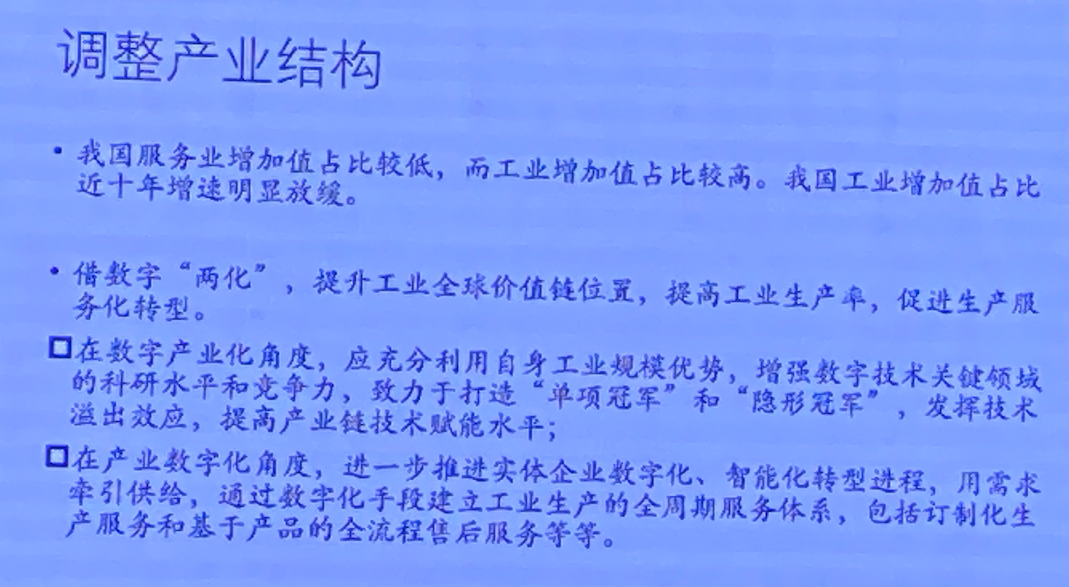 调整产业结构
• 我国服务业增加值占比较低，而工业增加值占比较高。我国工业增加值占比
近十年增速明显放缓。
• 借数字“两化”，提升工业全球价值链位置，提高工业生产率，促进生产服
务化转型。
□在数字产业化角度，应充分利用自身工业规模优势，增强数字技术关键领域
的科研水平和竞争力，致力于打造“单项冠军”和“隐形冠军”，发挥技术
溢出效应，提高产业链技术赋能水平；
□在产业数字化角度，进一步推进实体企业数字化、智能化转型进程，用需求
牵引供给，通过数字化手段建立工业生产的全周期服务体系，包括订制化生
产服务和基于产品的全流程售后服务等等。